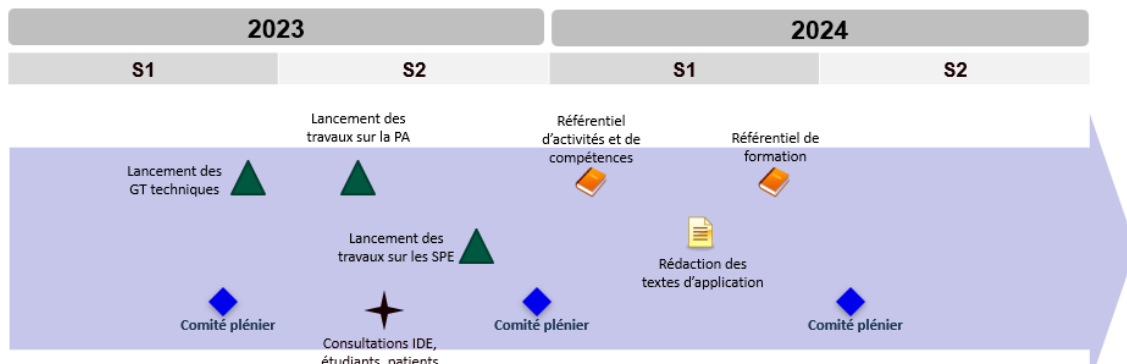 2023
2024
S1
S2
S1
S2
Lancement des
travaux sur la PA
Référentiel
d'activités et de
compétences
Référentiel de
formation
Lancement des
GT techniques
Lancement des
travaux sur les SPE
Rédaction des
textes d'application
Comité plénier
Comité plénier
Comité plénier
Consultations IDE,
étudiants, patients